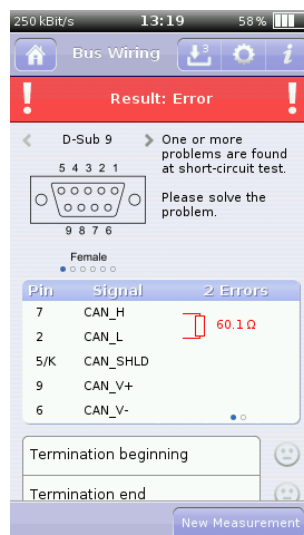 250 kBit/s 13:19 58 %
Bus Wiring 3 i
! Result: Error !
< D-Sub 9 >
5 4 3 2 1
9 8 7 6
Female
One or more
problems are found
at short-circuit test.
Please solve the
problem.
Pin Signal 2 Errors
7 CAN_H
60.1 Ω
2 CAN_L
5/K CAN_SHLD
9 CAN_V+
6 CAN_V-
Termination beginning
Termination end
New Measurement